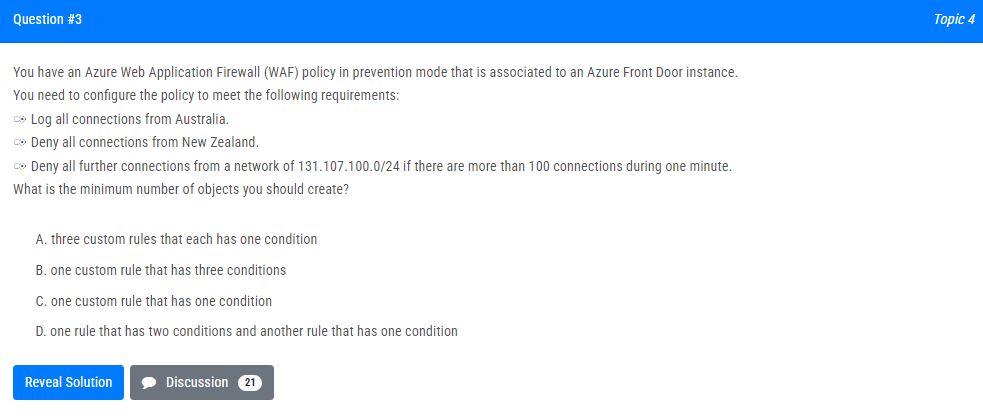 Question #3
Topic 4
You have an Azure Web Application Firewall (WAF) policy in prevention mode that is associated to an Azure Front Door instance.
You need to configure the policy to meet the following requirements:
Log all connections from Australia.
Deny all connections from New Zealand.
Deny all further connections from a network of 131.107.100.0/24 if there are more than 100 connections during one minute.
What is the minimum number of objects you should create?
A. three custom rules that each has one condition
B. one custom rule that has three conditions
C. one custom rule that has one condition
D. one rule that has two conditions and another rule that has one condition
Reveal Solution
Discussion 21